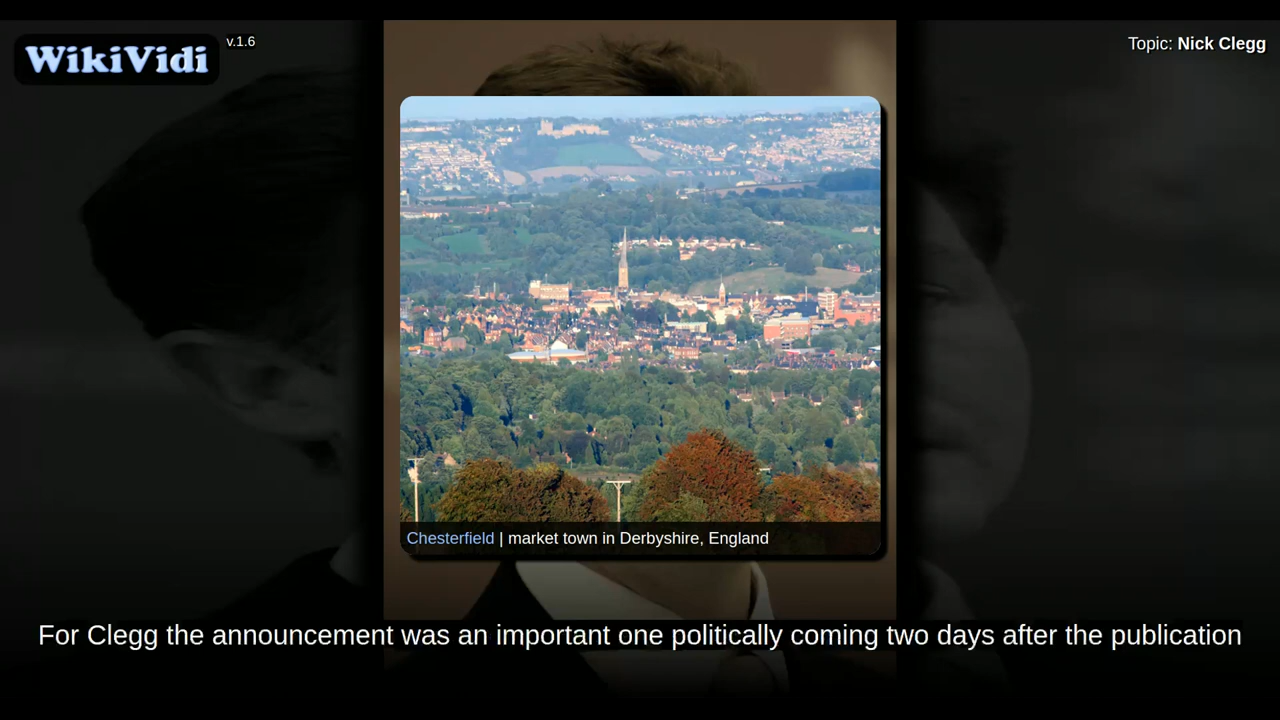 WikiVidi
v.1.6
Topic: Nick Clegg
Chesterfield | market town in Derbyshire, England
For Clegg the announcement was an important one politically coming two days after the publication